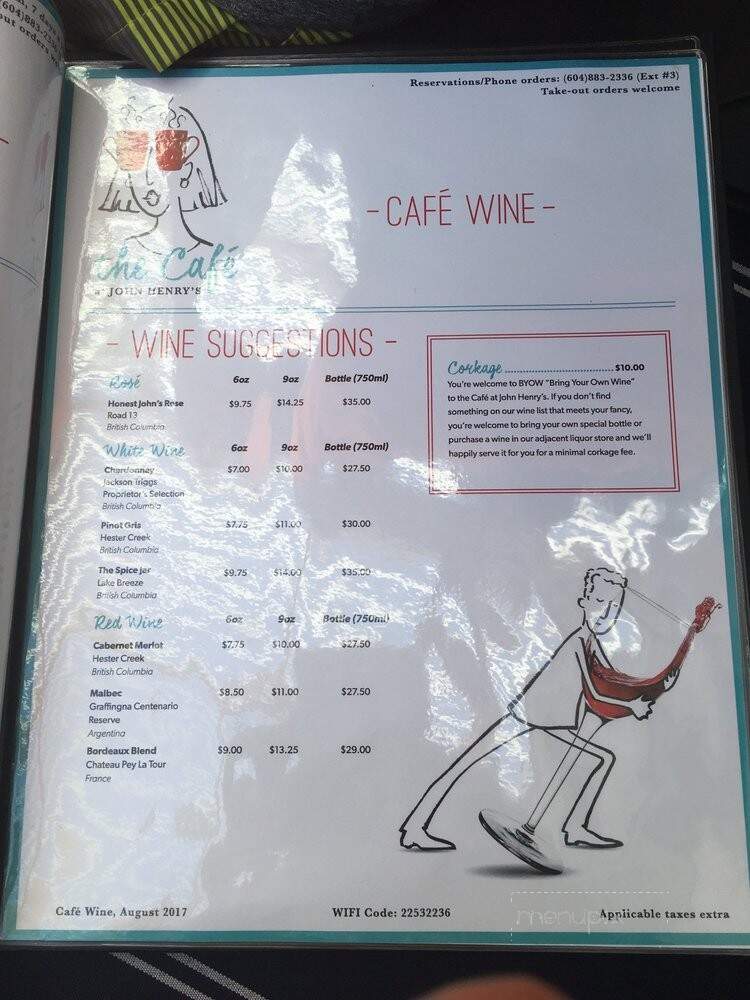 Reservations/Phone orders: (604)883-2336 (Ext #3)
Take-out orders welcome
the Café
at JOHN HENRY'S
- CAFÉ WINE -
- WINE SUGGESTIONS -
Rosé 6oz 9oz Bottle (750ml)
Honest John's Rose $9.75 $14.25 $35.00
Road 13
British Columbia
White Wine 6oz 9oz Bottle (750ml)
Chardonnay $7.00 $10.00 $27.50
Jackson Triggs
Proprietor's Selection
British Columbia
Pinot Gris $7.75 $11.00 $30.00
Hester Creek
British Columbia
The Spice Jar $9.75 $14.00 $35.00
Lake Breeze
British Columbia
Red Wine 6oz 9oz Bottle (750ml)
Cabernet Merlot $7.75 $10.00 $27.50
Hester Creek
British Columbia
Malbec $8.50 $11.00 $27.50
Graffingna Centenario
Reserve
Argentina
Bordeaux Blend $9.00 $13.25 $29.00
Chateau Pey La Tour
France
Corkage ........................................ $10.00
You're welcome to BYOW "Bring Your Own Wine"
to the Café at John Henry's. If you don't find
something on our wine list that meets your fancy,
you're welcome to bring your own special bottle or
purchase a wine in our adjacent liquor store and we'll
happily serve it for you for a minimal corkage fee.
Café Wine, August 2017
WIFI Code: 22532236
Applicable taxes extra